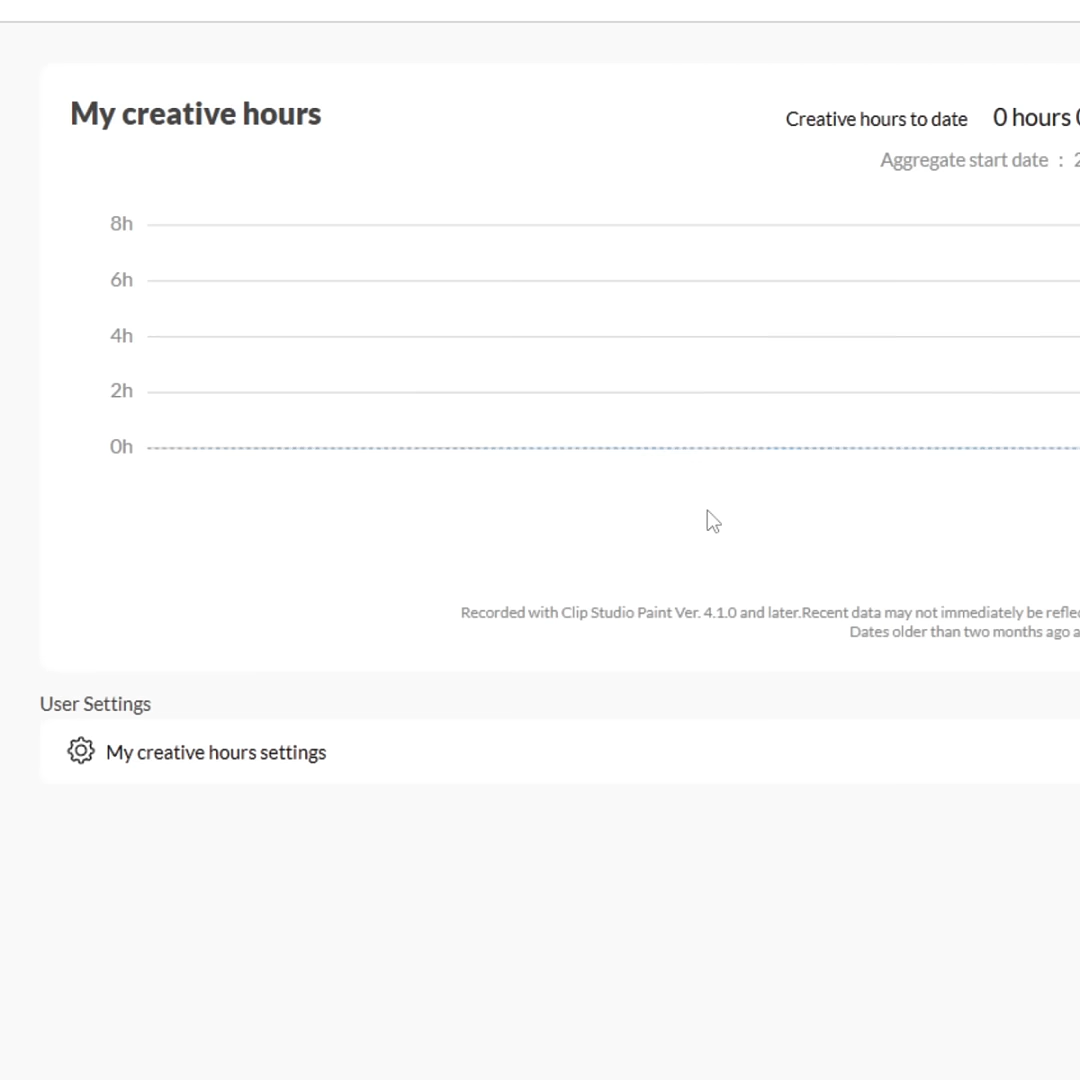 My creative hours
Creative hours to date 0 hours
Aggregate start date : 2
8h
6h
4h
2h
0h
Recorded with Clip Studio Paint Ver. 4.1.0 and later.Recent data may not immediately be
Dates older than two months ago
User Settings
My creative hours settings